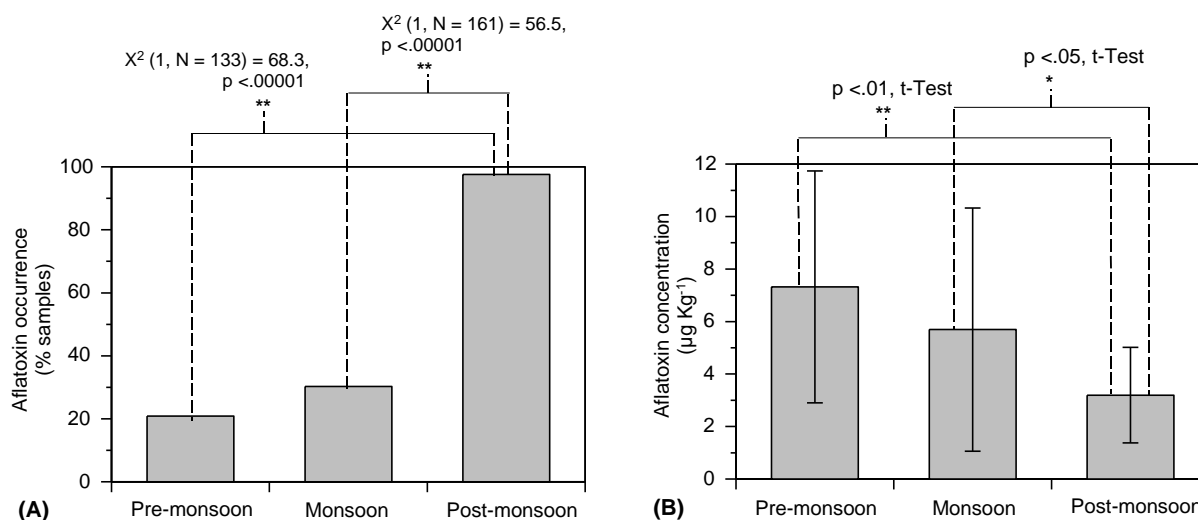 X² (1, N = 133) = 68.3,
p <.00001
**
X² (1, N = 161) = 56.5,
p <.00001
**
Aflatoxin occurrence
(% samples)
100
80
60
40
20
0
Pre-monsoon
Monsoon
Post-monsoon
(A)
p <.01, t-Test
**
p <.05, t-Test
*
Aflatoxin concentration
(µg Kg⁻¹)
12
10
8
6
4
2
0
Pre-monsoon
Monsoon
Post-monsoon
(B)